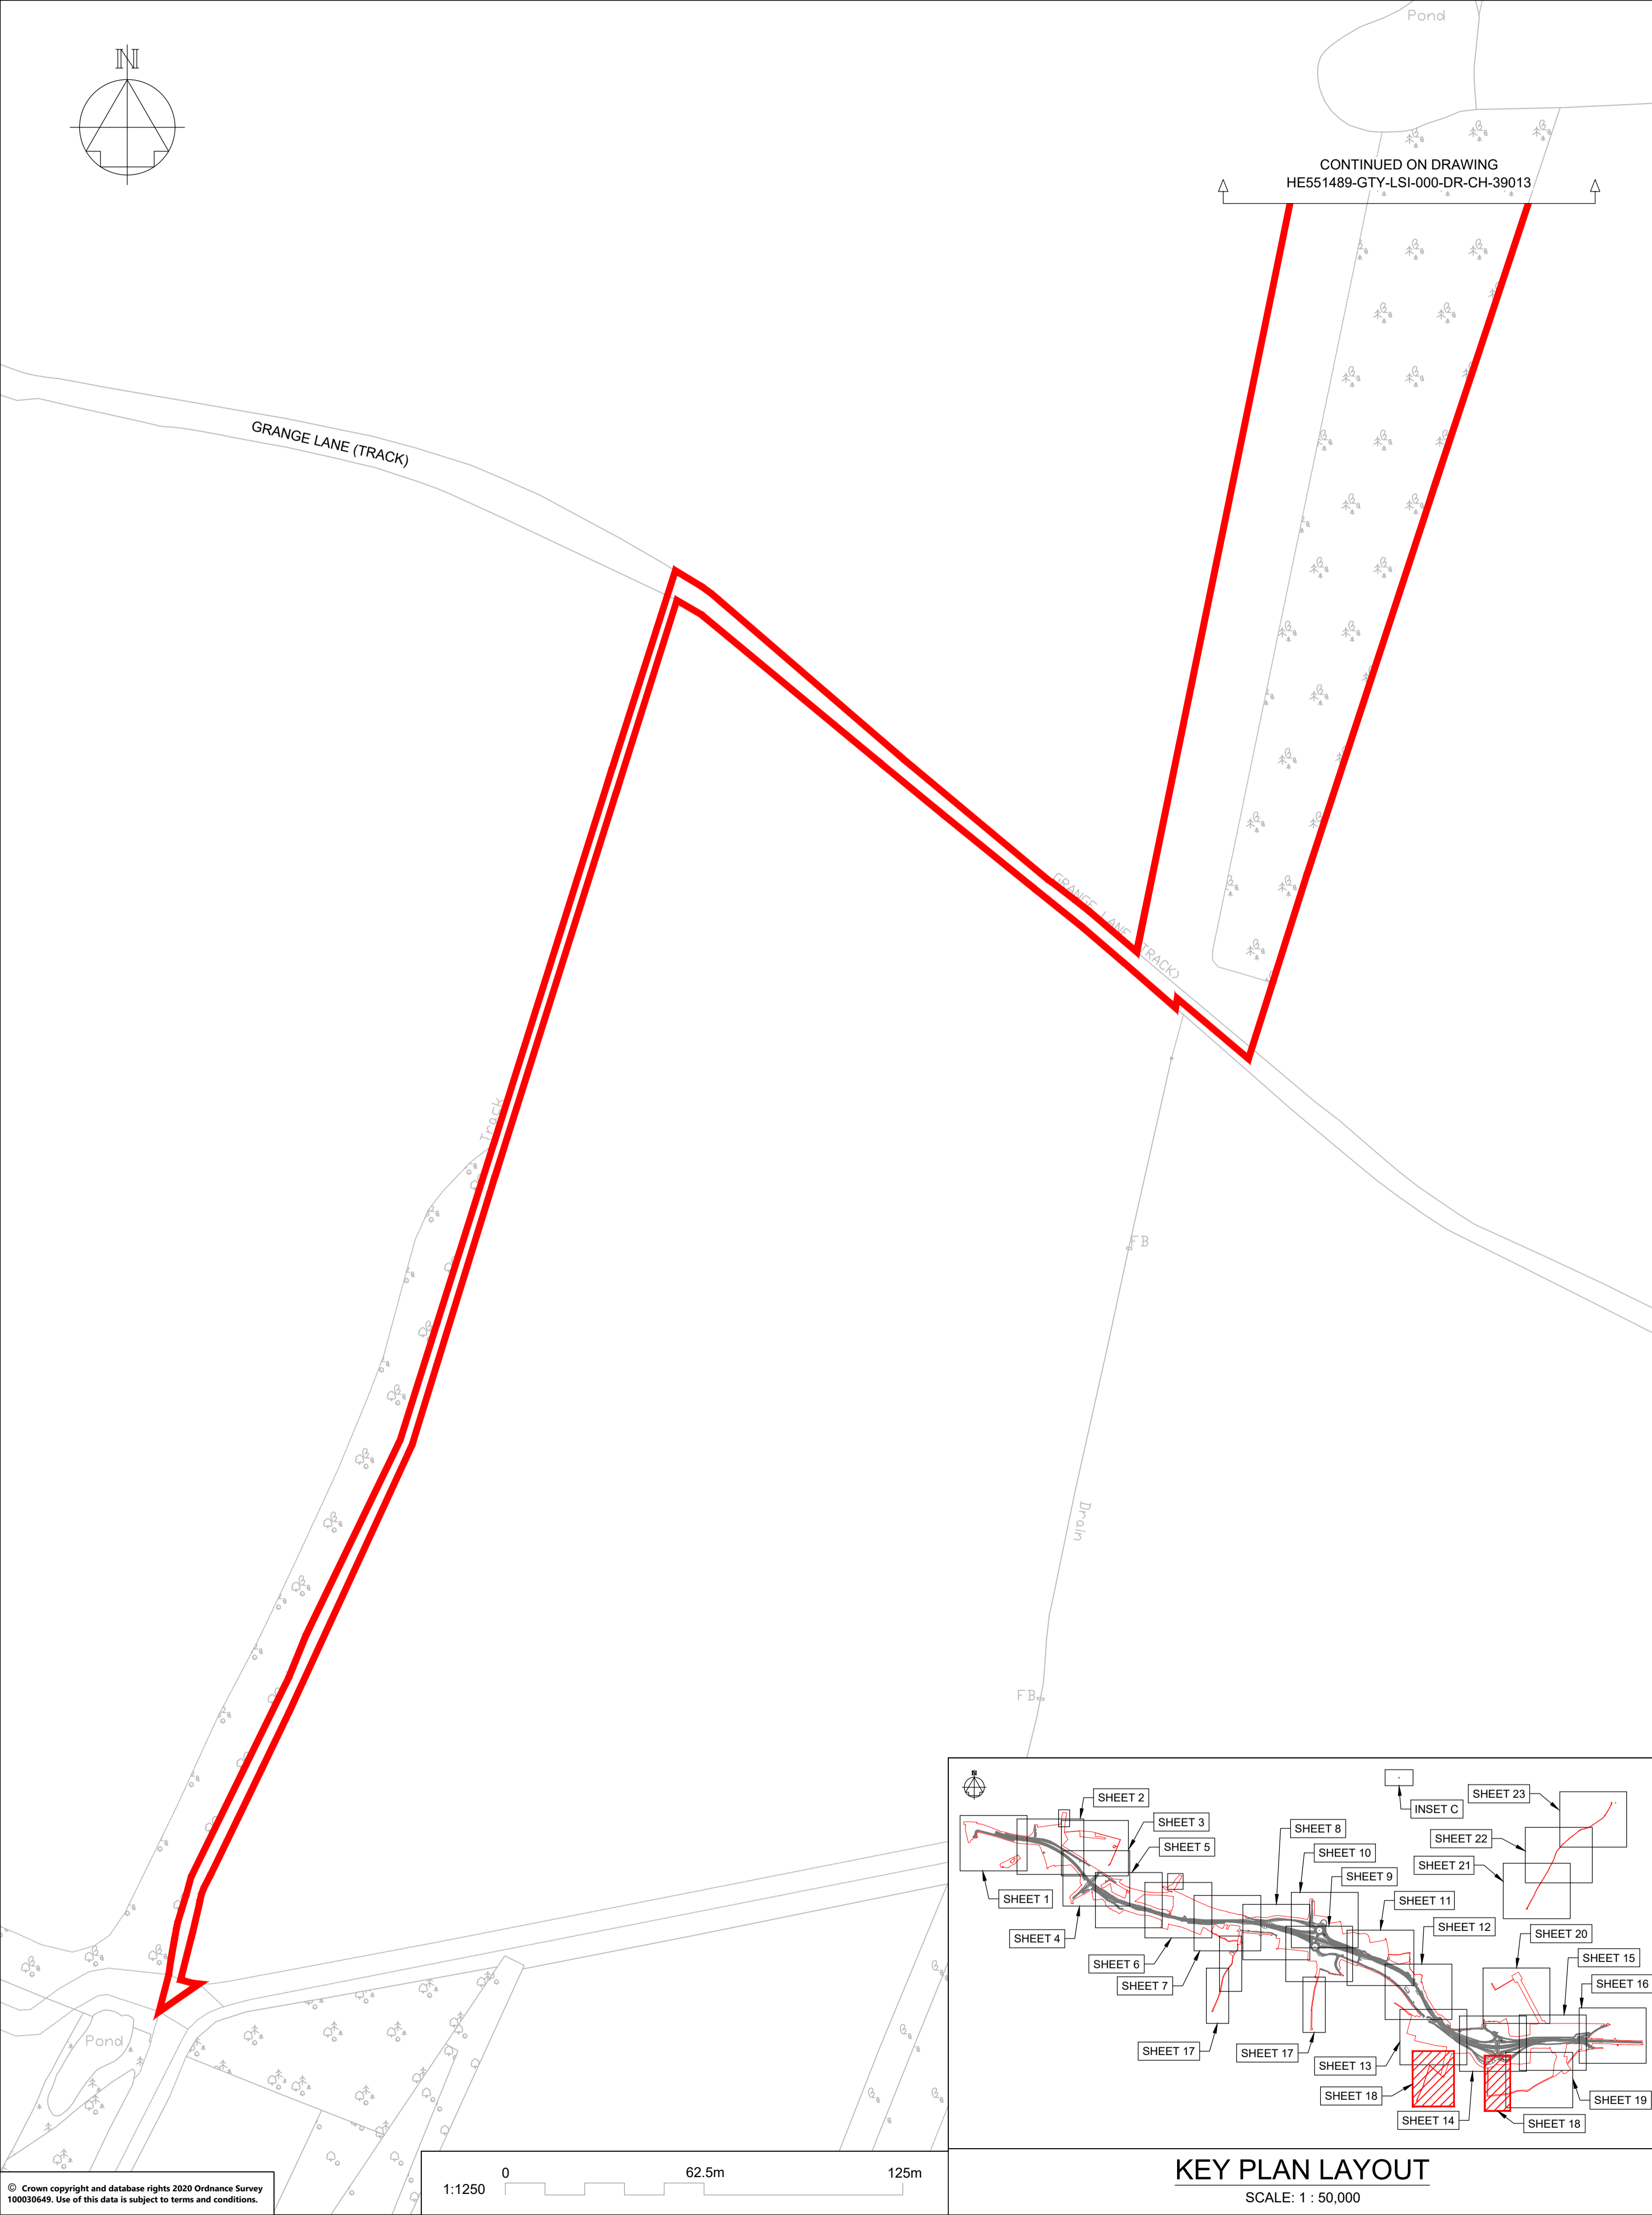 Pond
N
CONTINUED ON DRAWING
HE551489-GTY-LSI-000-DR-CH-39013
GRANGE LANE (TRACK)
GRANGE LANE (TRACK)
Track
FB
Drain
FB
Pond
N
SHEET 2
SHEET 3
SHEET 5
SHEET 1
SHEET 4
SHEET 6
SHEET 7
SHEET 8
SHEET 10
SHEET 9
SHEET 11
SHEET 12
INSET C
SHEET 23
SHEET 22
SHEET 21
SHEET 20
SHEET 15
SHEET 16
SHEET 17
SHEET 17
SHEET 13
SHEET 18
SHEET 14
SHEET 18
SHEET 19
KEY PLAN LAYOUT
SCALE: 1 : 50,000
1:1250
0 62.5m 125m
© Crown copyright and database rights 2020 Ordnance Survey
100030649. Use of this data is subject to terms and conditions.